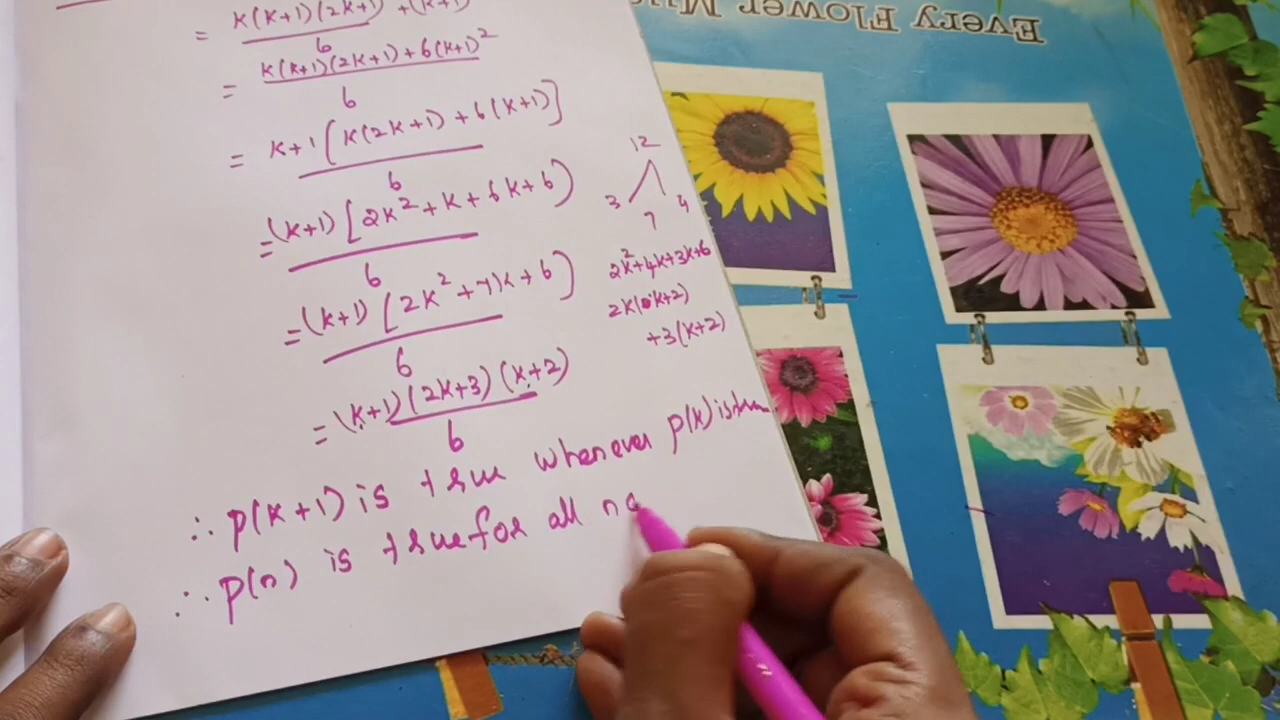 = k(k+1)(2k+1) + (k+1)
6
= k(k+1)(2k+1) + 6(k+1)²
6
= k+1 [k(2k+1) + 6(k+1)]
6
= (k+1) [2k² + k + 6k + 6)
6
= (k+1) [2k² + 7)k + 6)
6
= (k+1)(2k+3)(k+2)
6
∴ p(k+1) is true whenever p(k) is true
∴ p(n) is true for all na
12
3 4
7
2k²+4k+3k+6
2k(k+2)
+3(k+2)
Every Flower